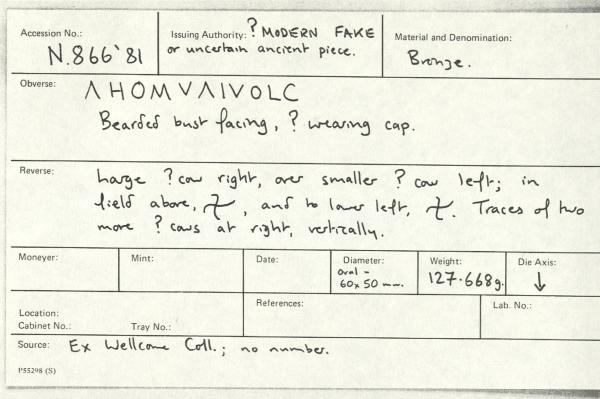 Accession No.:
N.866'81
Issuing Authority: ? MODERN FAKE
or uncertain ancient piece.
Material and Denomination:
Bronze.
Obverse: ΛHOMVΛIVOLC
Bearded bust facing, ? wearing cap.
Reverse: Large ? cow right, over smaller ? cow left; in
field above, , and to lower left, . Traces of two
more ? cows at right, vertically.
Moneyer:
Mint:
Date:
Diameter:
oval -
60x50 mm.
Weight:
127.668g.
Die Axis:
↓
Location:
Cabinet No.: Tray No.:
References:
Lab. No.:
Source: Ex Wellcome Coll.; no number.
P55298 (S)